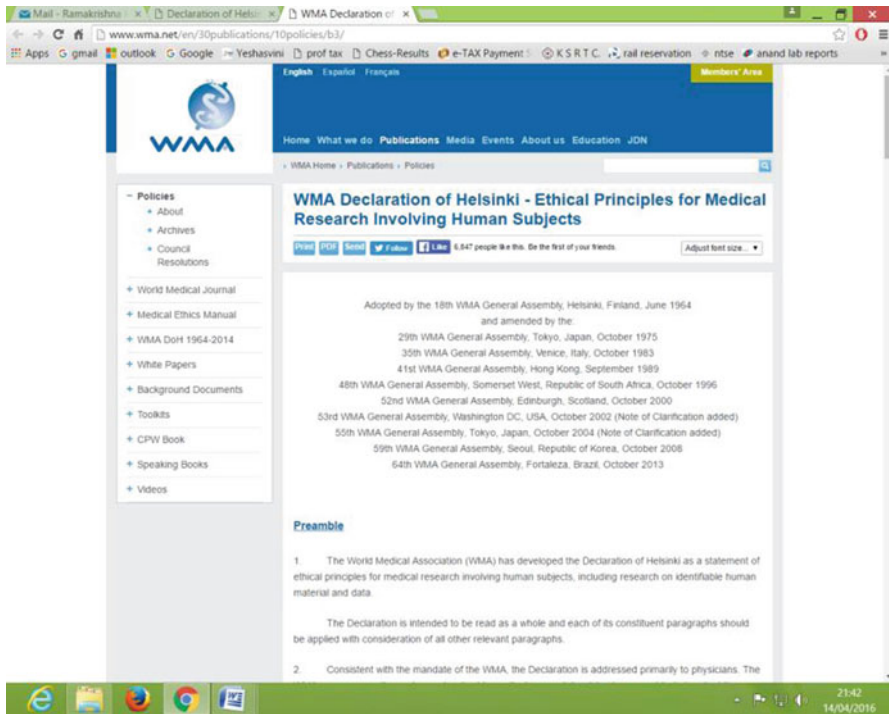 Mail - Ramakrishna
Declaration of Helsin
WMA Declaration of
www.wma.net/en/30publications/10policies/b3/
Apps gmail outlook Google Yeshasvini prof tax Chess-Results e-TAX Payment K S R T C rail reservation ntse anand lab reports »
English Español Français
Members' Area
WMA
Home What we do Publications Media Events About us Education JDN
› WMA Home › Publications › Policies
− Policies
• About
• Archives
• Council
Resolutions
+ World Medical Journal
+ Medical Ethics Manual
+ WMA DoH 1964-2014
+ White Papers
+ Background Documents
+ Toolkits
+ CPW Book
+ Speaking Books
+ Videos
WMA Declaration of Helsinki - Ethical Principles for Medical
Research Involving Human Subjects
Print PDF Send Follow Like 6,847 people like this. Be the first of your friends. Adjust font size...
Adopted by the 18th WMA General Assembly, Helsinki, Finland, June 1964
and amended by the:
29th WMA General Assembly, Tokyo, Japan, October 1975
35th WMA General Assembly, Venice, Italy, October 1983
41st WMA General Assembly, Hong Kong, September 1989
48th WMA General Assembly, Somerset West, Republic of South Africa, October 1996
52nd WMA General Assembly, Edinburgh, Scotland, October 2000
53rd WMA General Assembly, Washington DC, USA, October 2002 (Note of Clarification added)
55th WMA General Assembly, Tokyo, Japan, October 2004 (Note of Clarification added)
59th WMA General Assembly, Seoul, Republic of Korea, October 2008
64th WMA General Assembly, Fortaleza, Brazil, October 2013
Preamble
1. The World Medical Association (WMA) has developed the Declaration of Helsinki as a statement of
ethical principles for medical research involving human subjects, including research on identifiable human
material and data.
The Declaration is intended to be read as a whole and each of its constituent paragraphs should
be applied with consideration of all other relevant paragraphs.
2. Consistent with the mandate of the WMA, the Declaration is addressed primarily to physicians. The
21:42
14/04/2016